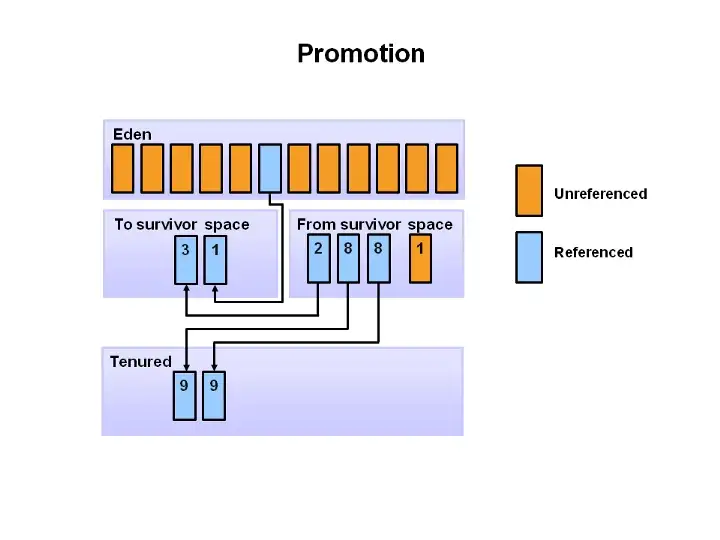 Promotion
Eden
Unreferenced
To survivor space
From survivor space
3 1
2 8 8 1
Referenced
Tenured
9 9